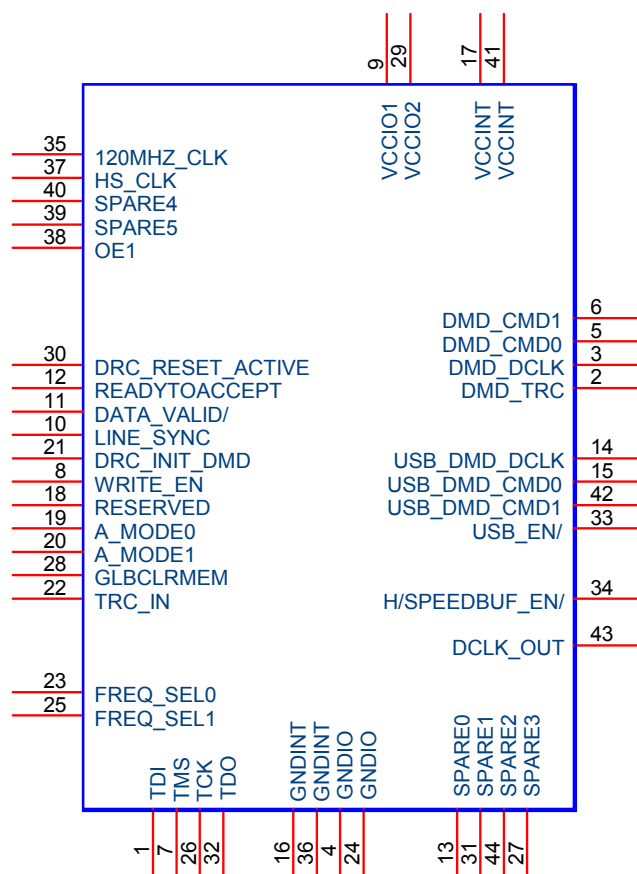 9
29
17
41
VCCIO1
VCCIO2
VCCINT
VCCINT
35
120MHZ_CLK
37
HS_CLK
40
SPARE4
39
SPARE5
38
OE1
6
DMD_CMD1
5
DMD_CMD0
3
DMD_DCLK
2
DMD_TRC
30
DRC_RESET_ACTIVE
12
READYTOACCEPT
11
DATA_VALID/
10
LINE_SYNC
21
DRC_INIT_DMD
8
WRITE_EN
18
RESERVED
19
A_MODE0
20
A_MODE1
28
GLBCLRMEM
22
TRC_IN
14
USB_DMD_DCLK
15
USB_DMD_CMD0
42
USB_DMD_CMD1
33
USB_EN/
34
H/SPEEDBUF_EN/
43
DCLK_OUT
23
FREQ_SEL0
25
FREQ_SEL1
TDI
TMS
TCK
TDO
GNDINT
GNDINT
GNDIO
GNDIO
SPARE0
SPARE1
SPARE2
SPARE3
1
7
26
32
16
36
4
24
13
31
44
27